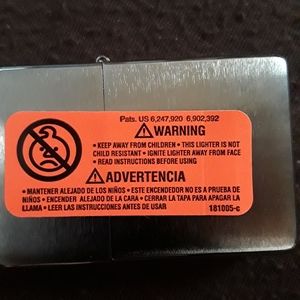 Pats. US 6,247,920 6,902,392
⚠WARNING
• KEEP AWAY FROM CHILDREN • THIS LIGHTER IS NOT
CHILD RESISTANT • IGNITE LIGHTER AWAY FROM FACE
• READ INSTRUCTIONS BEFORE USING
⚠ADVERTENCIA
• MANTENER ALEJADO DE LOS NIÑOS • ESTE ENCENDEDOR NO ES A PRUEBA DE
NIÑOS • ENCENDER ALEJADO DE LA CARA • CERRAR LA TAPA PARA APAGAR LA
LLAMA • LEER LAS INSTRUCCIONES ANTES DE USAR
181005-c